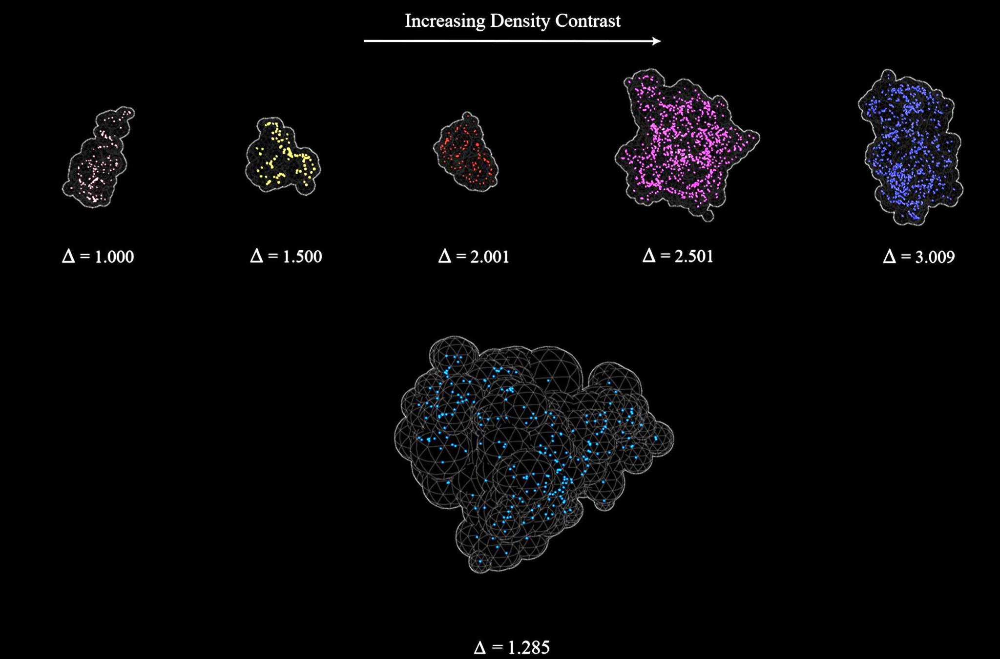 Increasing Density Contrast
Δ = 1.000
Δ = 1.500
Δ = 2.001
Δ = 2.501
Δ = 3.009
Δ = 1.285